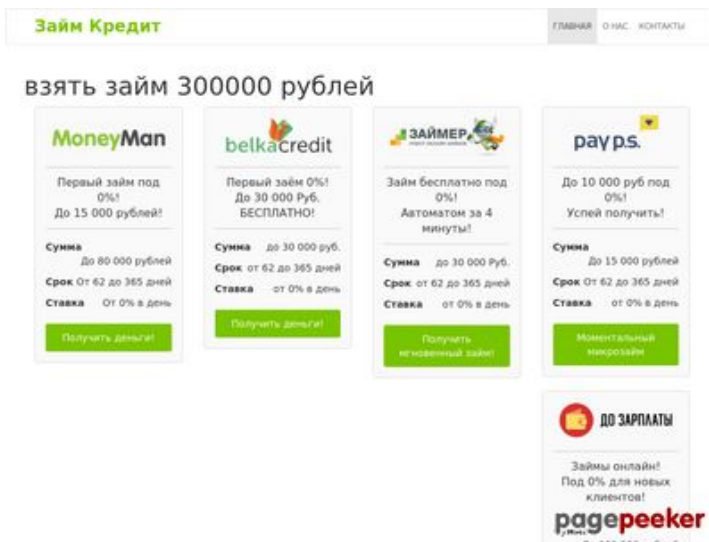 Займ Кредит
ГЛАВНАЯ О НАС КОНТАКТЫ
взять займ 300000 рублей
MoneyMan
Первый займ под
0%!
До 15 000 рублей!
Сумма
До 80 000 рублей
Срок От 62 до 365 дней
Ставка От 0% в день
Получить деньги!
belkacredit
Первый заём 0%!
До 30 000 Руб.
БЕСПЛАТНО!
Сумма до 30 000 руб.
Срок от 62 до 365 дней
Ставка от 0% в день
Получить деньги!
ЗАЙМЕР
Займ бесплатно под
0%!
Автоматом за 4
минуты!
Сумма до 30 000 Руб.
Срок от 62 до 365 дней
Ставка от 0% в день
Получить
мгновенный займ!
pay p.s.
До 10 000 руб под
0%!
Успей получить!
Сумма
До 15 000 рублей
Срок От 62 до 365 дней
Ставка от 0% в день
Моментальный
микрозайм
ДО ЗАРПЛАТЫ
Займы онлайн!
Под 0% для новых
клиентов!
pagepeeker